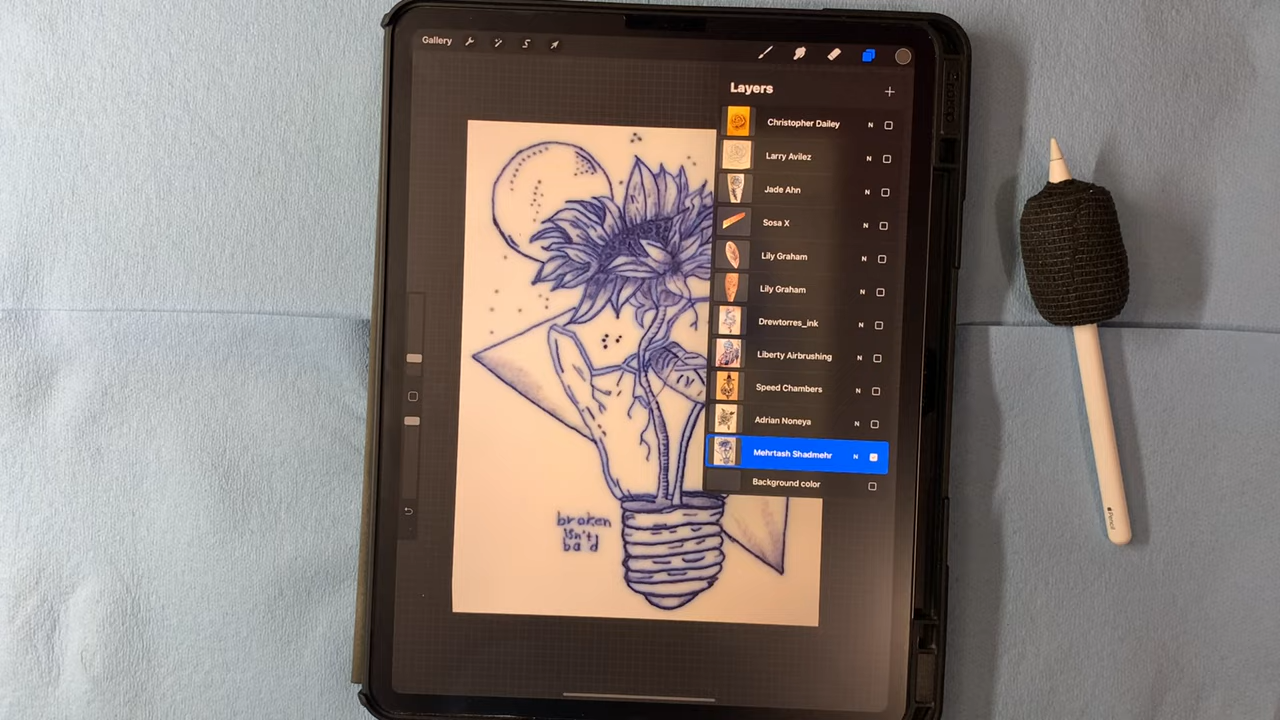 Gallery
Layers
Christopher Dailey
N
Larry Avilez
N
Jade Ahn
N
Sosa X
N
Lily Graham
N
Lily Graham
N
Drewtorres_ink
N
Liberty Airbrushing
N
Speed Chambers
N
Adrian Noneya
N
Mehrtash Shadmehr
N
Background color
broken
isn't
bad
Pencil